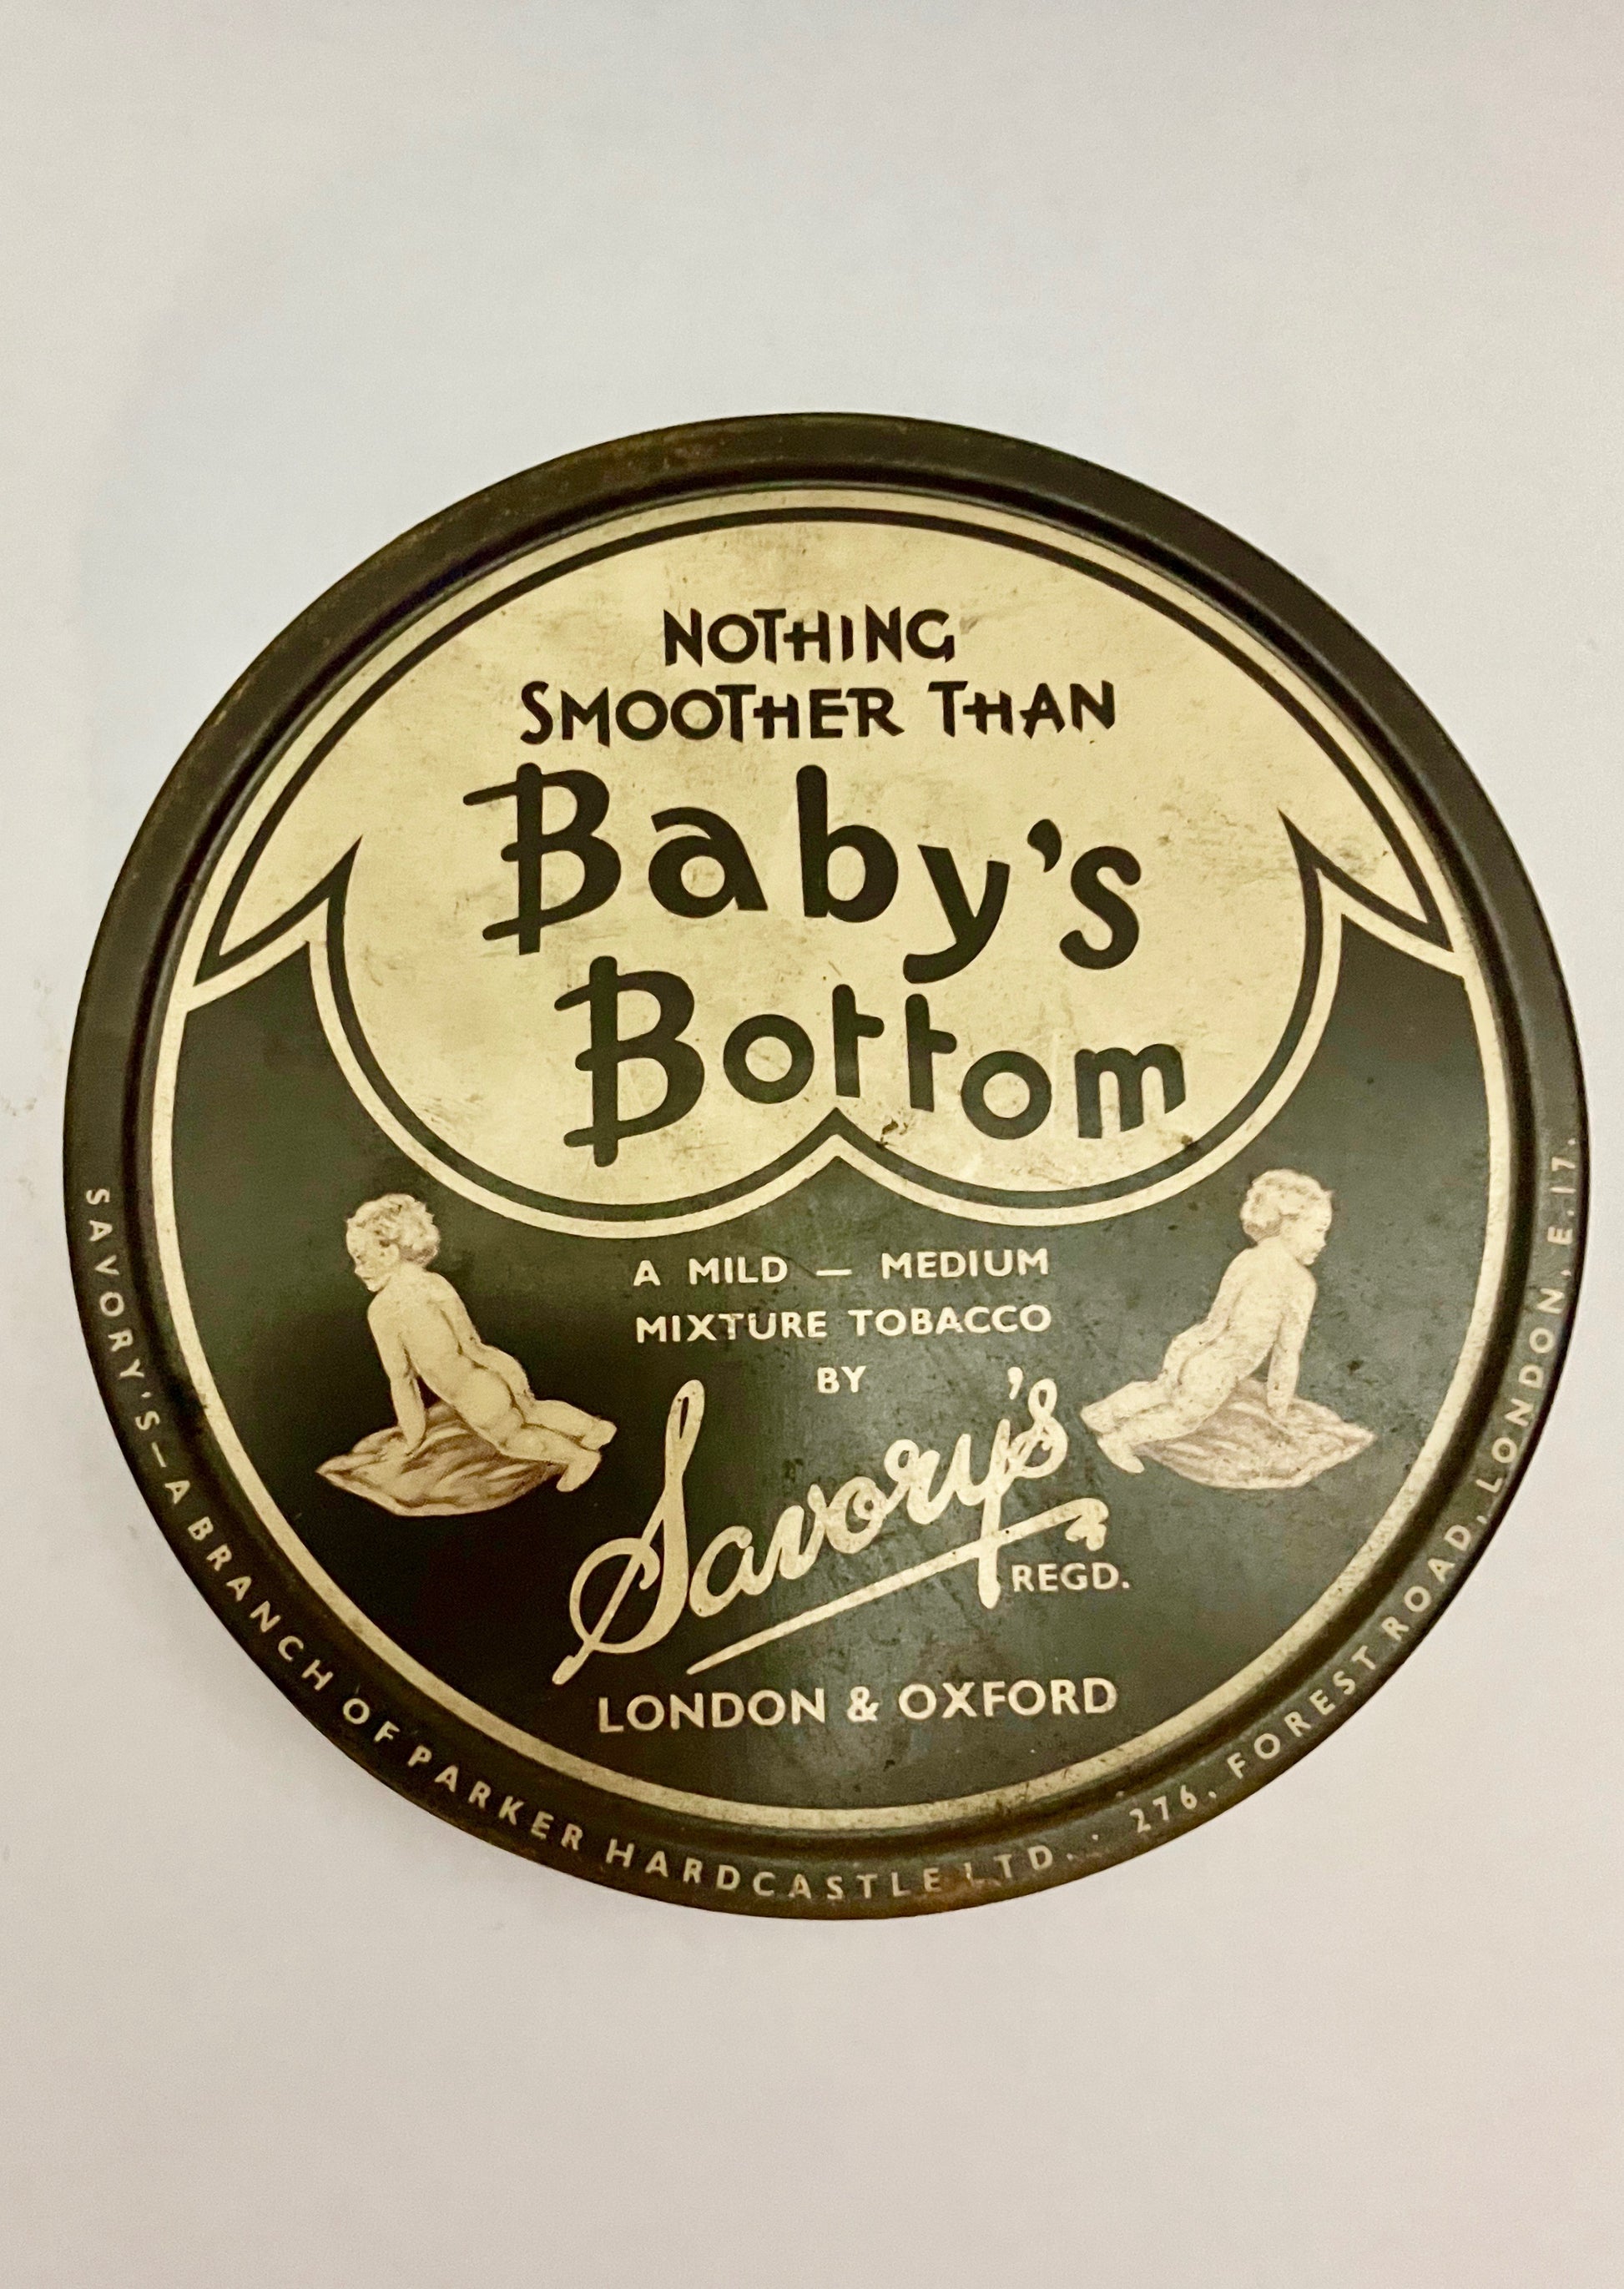 NOTHING
SMOOTHER THAN
Baby's
Bottom
A MILD — MEDIUM
MIXTURE TOBACCO
BY
Savory's
REGD.
LONDON & OXFORD
SAVORY'S—A BRANCH OF PARKER HARDCASTLE LTD. · 276, FOREST ROAD, LONDON, E.17.